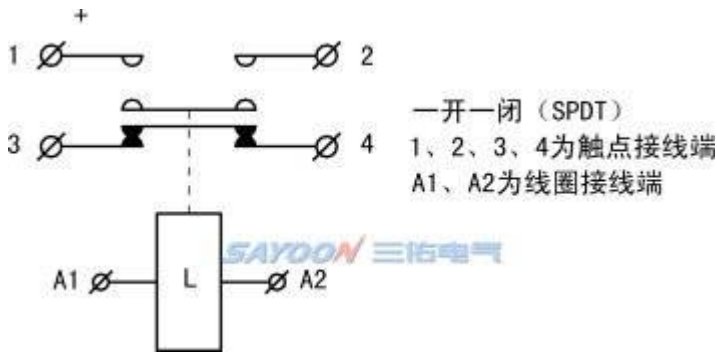 +
1 2
3 4
一开一闭（SPDT）
1、2、3、4为触点接线端
A1、A2为线圈接线端
SAYOON 三佑电气
A1 L A2